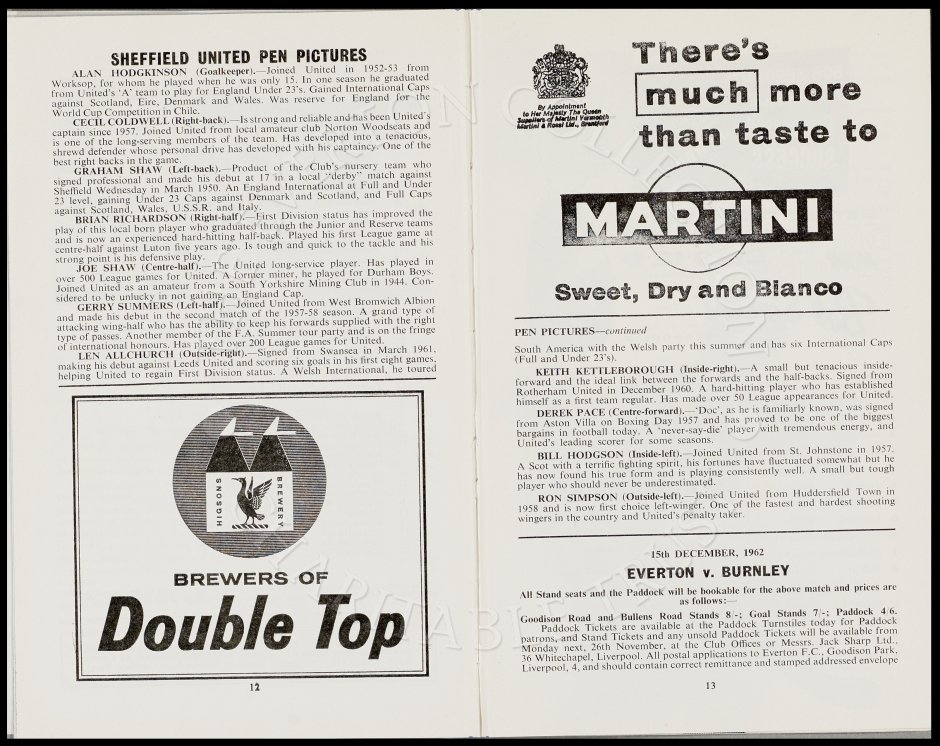 SHEFFIELD UNITED PEN PICTURES
ALAN HODGKINSON (Goalkeeper).—Joined United in 1952-53 from
Worksop, for whom he played when he was only 15. In one season he graduated
from United's 'A' team to play for England Under 23's. Gained International Caps
against Scotland, Eire, Denmark and Wales. Was reserve for England for the
World Cup Competition in Chile.
CECIL COLDWELL (Right-back).—Is strong and reliable and has been United's
captain since 1957. Joined United from local amateur club Norton Woodseats and
is one of the long-serving members of the team. Has developed into a tenacious,
shrewd defender whose personal drive has developed with his captaincy. One of the
best right backs in the game.
GRAHAM SHAW (Left-back).—Product of the Club's nursery team who
signed professional and made his debut at 17 in a local "derby" match against
Sheffield Wednesday in March 1950. An England International at Full and Under
23 level, gaining Under 23 Caps against Denmark and Scotland, and Full Caps
against Scotland, Wales, U.S.S.R. and Italy.
BRIAN RICHARDSON (Right-half).—First Division status has improved the
play of this local born player who graduated through the Junior and Reserve teams
and is now an experienced hard-hitting half-back. Played his first League game at
centre-half against Luton five years ago. Is tough and quick to the tackle and his
strong point is his defensive play.
JOE SHAW (Centre-half).—The United long-service player. Has played in
over 500 League games for United. A former miner, he played for Durham Boys.
Joined United as an amateur from a South Yorkshire Mining Club in 1944. Con-
sidered to be unlucky in not gaining an England Cap.
GERRY SUMMERS (Left-half).—Joined United from West Bromwich Albion
and made his debut in the second match of the 1957-58 season. A grand type of
attacking wing-half who has the ability to keep his forwards supplied with the right
type of passes. Another member of the F.A. Summer tour party and is on the fringe
of international honours. Has played over 200 League games for United.
LEN ALLCHURCH (Outside-right).—Signed from Swansea in March 1961,
making his debut against Leeds United and scoring six goals in his first eight games,
helping United to regain First Division status. A Welsh International, he toured
HIGSONS
BREWERY
BREWERS OF
Double Top
12
By Appointment
to Her Majesty The Queen
Suppliers of Martini Vermouth
Martini & Rossi Ltd., Brentford
There's
much more
than taste to
MARTINI
Sweet, Dry and Bianco
PEN PICTURES—continued
South America with the Welsh party this summer and has six International Caps
(Full and Under 23's).
KEITH KETTLEBOROUGH (Inside-right).—A small but tenacious inside-
forward and the ideal link between the forwards and the half-backs. Signed from
Rotherham United in December 1960. A hard-hitting player who has established
himself as a first team regular. Has made over 50 League appearances for United.
DEREK PACE (Centre-forward).—'Doc', as he is familiarly known, was signed
from Aston Villa on Boxing Day 1957 and has proved to be one of the biggest
bargains in football today. A 'never-say-die' player with tremendous energy, and
United's leading scorer for some seasons.
BILL HODGSON (Inside-left).—Joined United from St. Johnstone in 1957.
A Scot with a terrific fighting spirit, his fortunes have fluctuated somewhat but he
has now found his true form and is playing consistently well. A small but tough
player who should never be underestimated.
RON SIMPSON (Outside-left).—Joined United from Huddersfield Town in
1958 and is now first choice left-winger. One of the fastest and hardest shooting
wingers in the country and United's penalty taker.
15th DECEMBER, 1962
EVERTON v. BURNLEY
All Stand seats and the Paddock will be bookable for the above match and prices are
as follows:—
Goodison Road and Bullens Road Stands 8/-; Goal Stands 7/-; Paddock 4/6.
Paddock Tickets are available at the Paddock Turnstiles today for Paddock
patrons, and Stand Tickets and any unsold Paddock Tickets will be available from
Monday next, 26th November, at the Club Offices or Messrs. Jack Sharp Ltd.,
36 Whitechapel, Liverpool. All postal applications to Everton F.C., Goodison Park,
Liverpool, 4, and should contain correct remittance and stamped addressed envelope
13